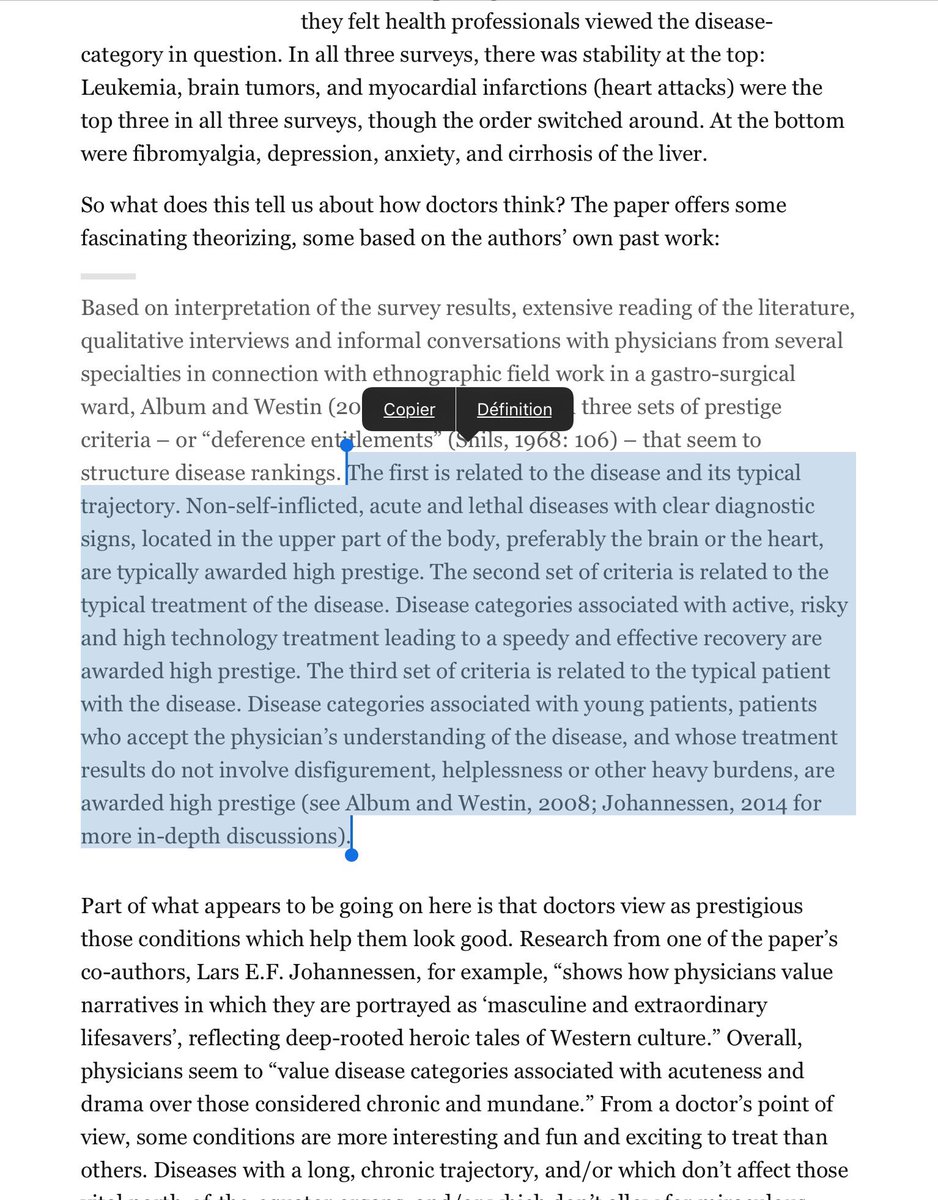 they felt health professionals viewed the disease-
category in question. In all three surveys, there was stability at the top:
Leukemia, brain tumors, and myocardial infarctions (heart attacks) were the
top three in all three surveys, though the order switched around. At the bottom
were fibromyalgia, depression, anxiety, and cirrhosis of the liver.
So what does this tell us about how doctors think? The paper offers some
fascinating theorizing, some based on the authors’ own past work:
Based on interpretation of the survey results, extensive reading of the literature,
qualitative interviews and informal conversations with physicians from several
specialties in connection with ethnographic field work in a gastro-surgical
ward, Album and Westin (20 Copier Définition three sets of prestige
criteria – or “deference entitlements” (Shils, 1968: 106) – that seem to
structure disease rankings. The first is related to the disease and its typical
trajectory. Non-self-inflicted, acute and lethal diseases with clear diagnostic
signs, located in the upper part of the body, preferably the brain or the heart,
are typically awarded high prestige. The second set of criteria is related to the
typical treatment of the disease. Disease categories associated with active, risky
and high technology treatment leading to a speedy and effective recovery are
awarded high prestige. The third set of criteria is related to the typical patient
with the disease. Disease categories associated with young patients, patients
who accept the physician’s understanding of the disease, and whose treatment
results do not involve disfigurement, helplessness or other heavy burdens, are
awarded high prestige (see Album and Westin, 2008; Johannessen, 2014 for
more in-depth discussions).
Part of what appears to be going on here is that doctors view as prestigious
those conditions which help them look good. Research from one of the paper’s
co-authors, Lars E.F. Johannessen, for example, “shows how physicians value
narratives in which they are portrayed as ‘masculine and extraordinary
lifesavers’, reflecting deep-rooted heroic tales of Western culture.” Overall,
physicians seem to “value disease categories associated with acuteness and
drama over those considered chronic and mundane.” From a doctor’s point of
view, some conditions are more interesting and fun and exciting to treat than
others. Diseases with a long, chronic trajectory, and/or which don’t affect those